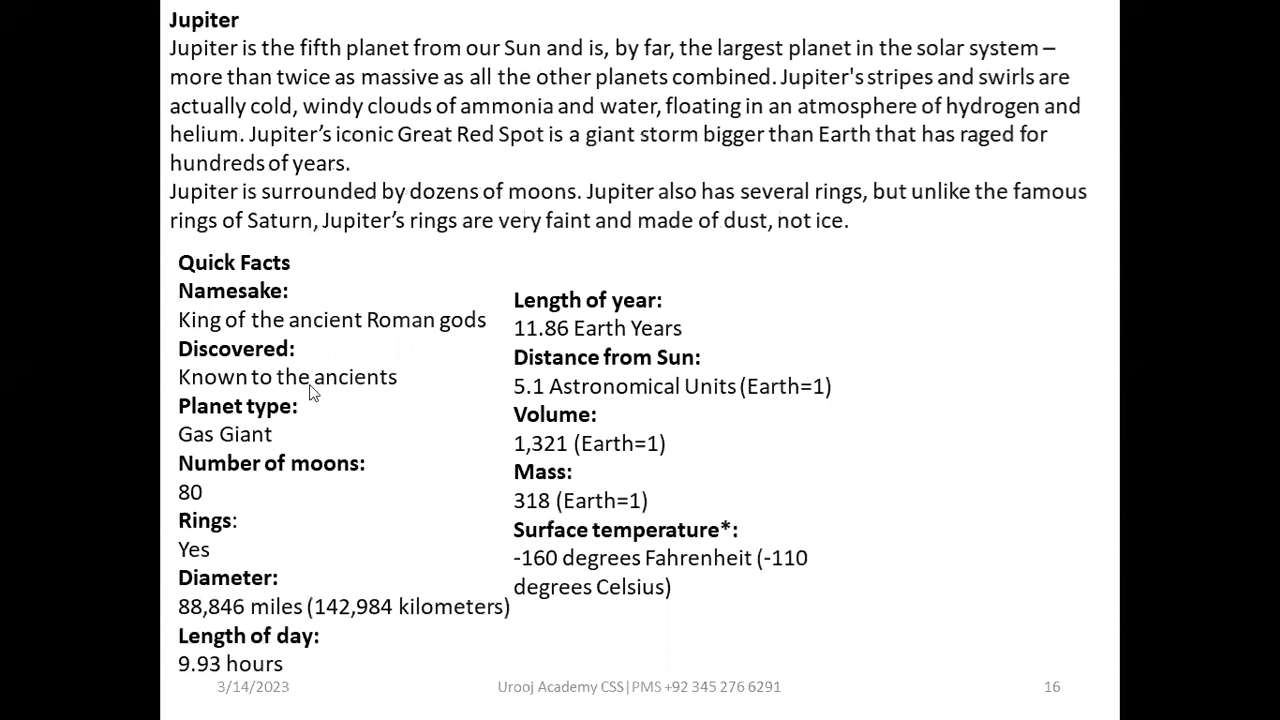 Jupiter
Jupiter is the fifth planet from our Sun and is, by far, the largest planet in the solar system –
more than twice as massive as all the other planets combined. Jupiter's stripes and swirls are
actually cold, windy clouds of ammonia and water, floating in an atmosphere of hydrogen and
helium. Jupiter’s iconic Great Red Spot is a giant storm bigger than Earth that has raged for
hundreds of years.
Jupiter is surrounded by dozens of moons. Jupiter also has several rings, but unlike the famous
rings of Saturn, Jupiter’s rings are very faint and made of dust, not ice.
Quick Facts
Namesake:
King of the ancient Roman gods
Discovered:
Known to the ancients
Planet type:
Gas Giant
Number of moons:
80
Rings:
Yes
Diameter:
88,846 miles (142,984 kilometers)
Length of day:
9.93 hours
Length of year:
11.86 Earth Years
Distance from Sun:
5.1 Astronomical Units (Earth=1)
Volume:
1,321 (Earth=1)
Mass:
318 (Earth=1)
Surface temperature*:
-160 degrees Fahrenheit (-110
degrees Celsius)
3/14/2023
Urooj Academy CSS|PMS +92 345 276 6291
16